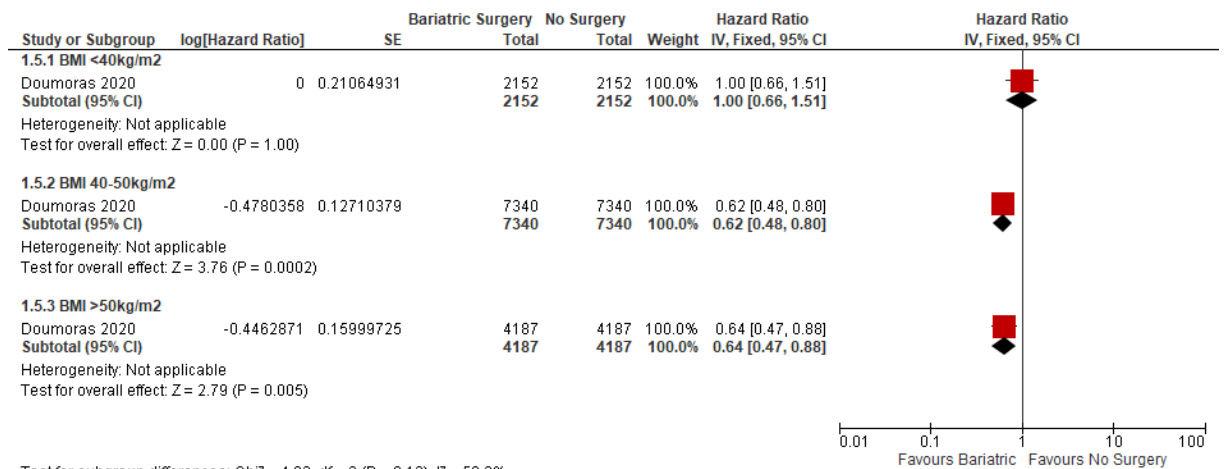 Bariatric Surgery No Surgery Hazard Ratio Hazard Ratio
Study or Subgroup log[Hazard Ratio] SE Total Total Weight IV, Fixed, 95% CI IV, Fixed, 95% CI
1.5.1 BMI <40kg/m2
Doumoras 2020 0 0.21064931 2152 2152 100.0% 1.00 [0.66, 1.51]
Subtotal (95% CI) 2152 2152 100.0% 1.00 [0.66, 1.51]
Heterogeneity: Not applicable
Test for overall effect: Z = 0.00 (P = 1.00)
1.5.2 BMI 40-50kg/m2
Doumoras 2020 -0.4780358 0.12710379 7340 7340 100.0% 0.62 [0.48, 0.80]
Subtotal (95% CI) 7340 7340 100.0% 0.62 [0.48, 0.80]
Heterogeneity: Not applicable
Test for overall effect: Z = 3.76 (P = 0.0002)
1.5.3 BMI >50kg/m2
Doumoras 2020 -0.4462871 0.15999725 4187 4187 100.0% 0.64 [0.47, 0.88]
Subtotal (95% CI) 4187 4187 100.0% 0.64 [0.47, 0.88]
Heterogeneity: Not applicable
Test for overall effect: Z = 2.79 (P = 0.005)
0.01 0.1 1 10 100
Favours Bariatric Favours No Surgery
Test for subgroup differences: